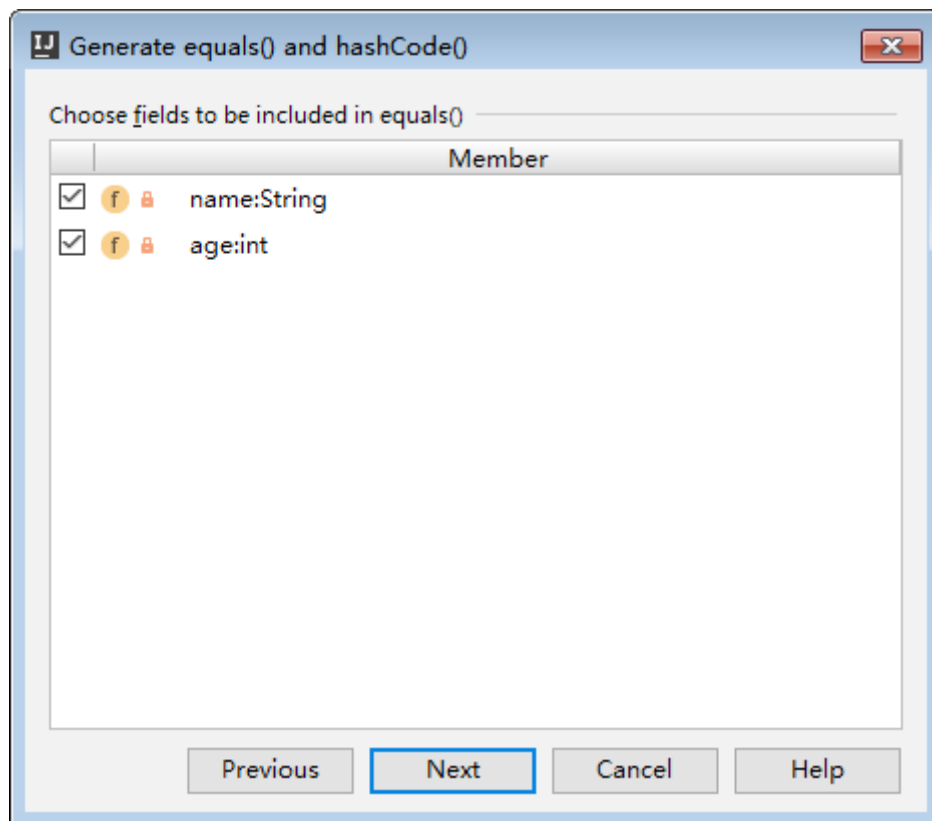 IJ Generate equals() and hashCode()
Choose fields to be included in equals()
Member
f name:String
f age:int
Previous Next Cancel Help